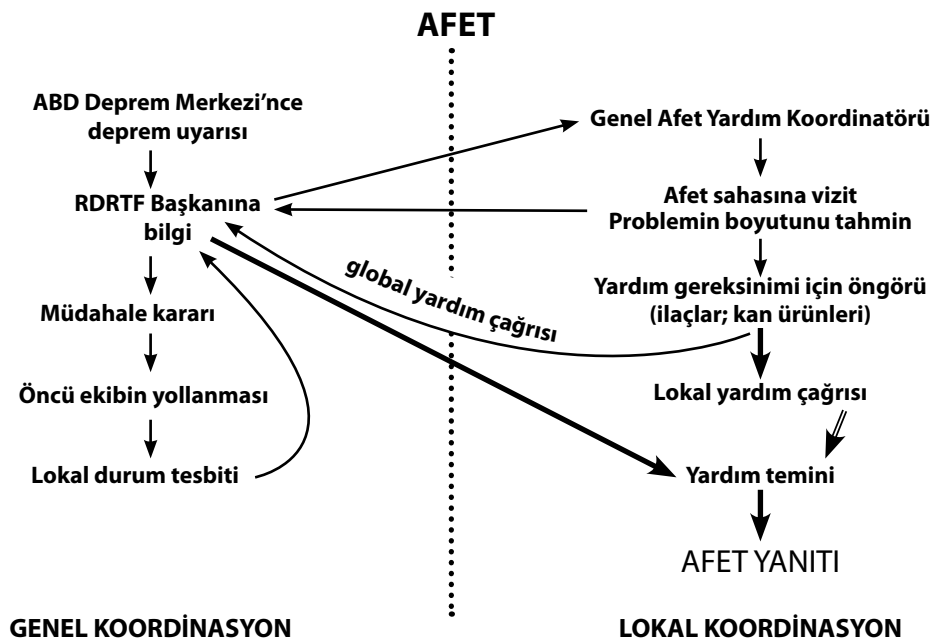 AFET
ABD Deprem Merkezi’nce
deprem uyarısı
RDRTF Başkanına
bilgi
Müdahale kararı
Öncü ekibin yollanması
Lokal durum tesbiti
GENEL KOORDİNASYON
global yardım çağrısı
Genel Afet Yardım Koordinatörü
Afet sahasına vizit
Problemin boyutunu tahmin
Yardım gereksinimi için öngörü
(ilaçlar; kan ürünleri)
Lokal yardım çağrısı
Yardım temini
AFET YANITI
LOKAL KOORDİNASYON